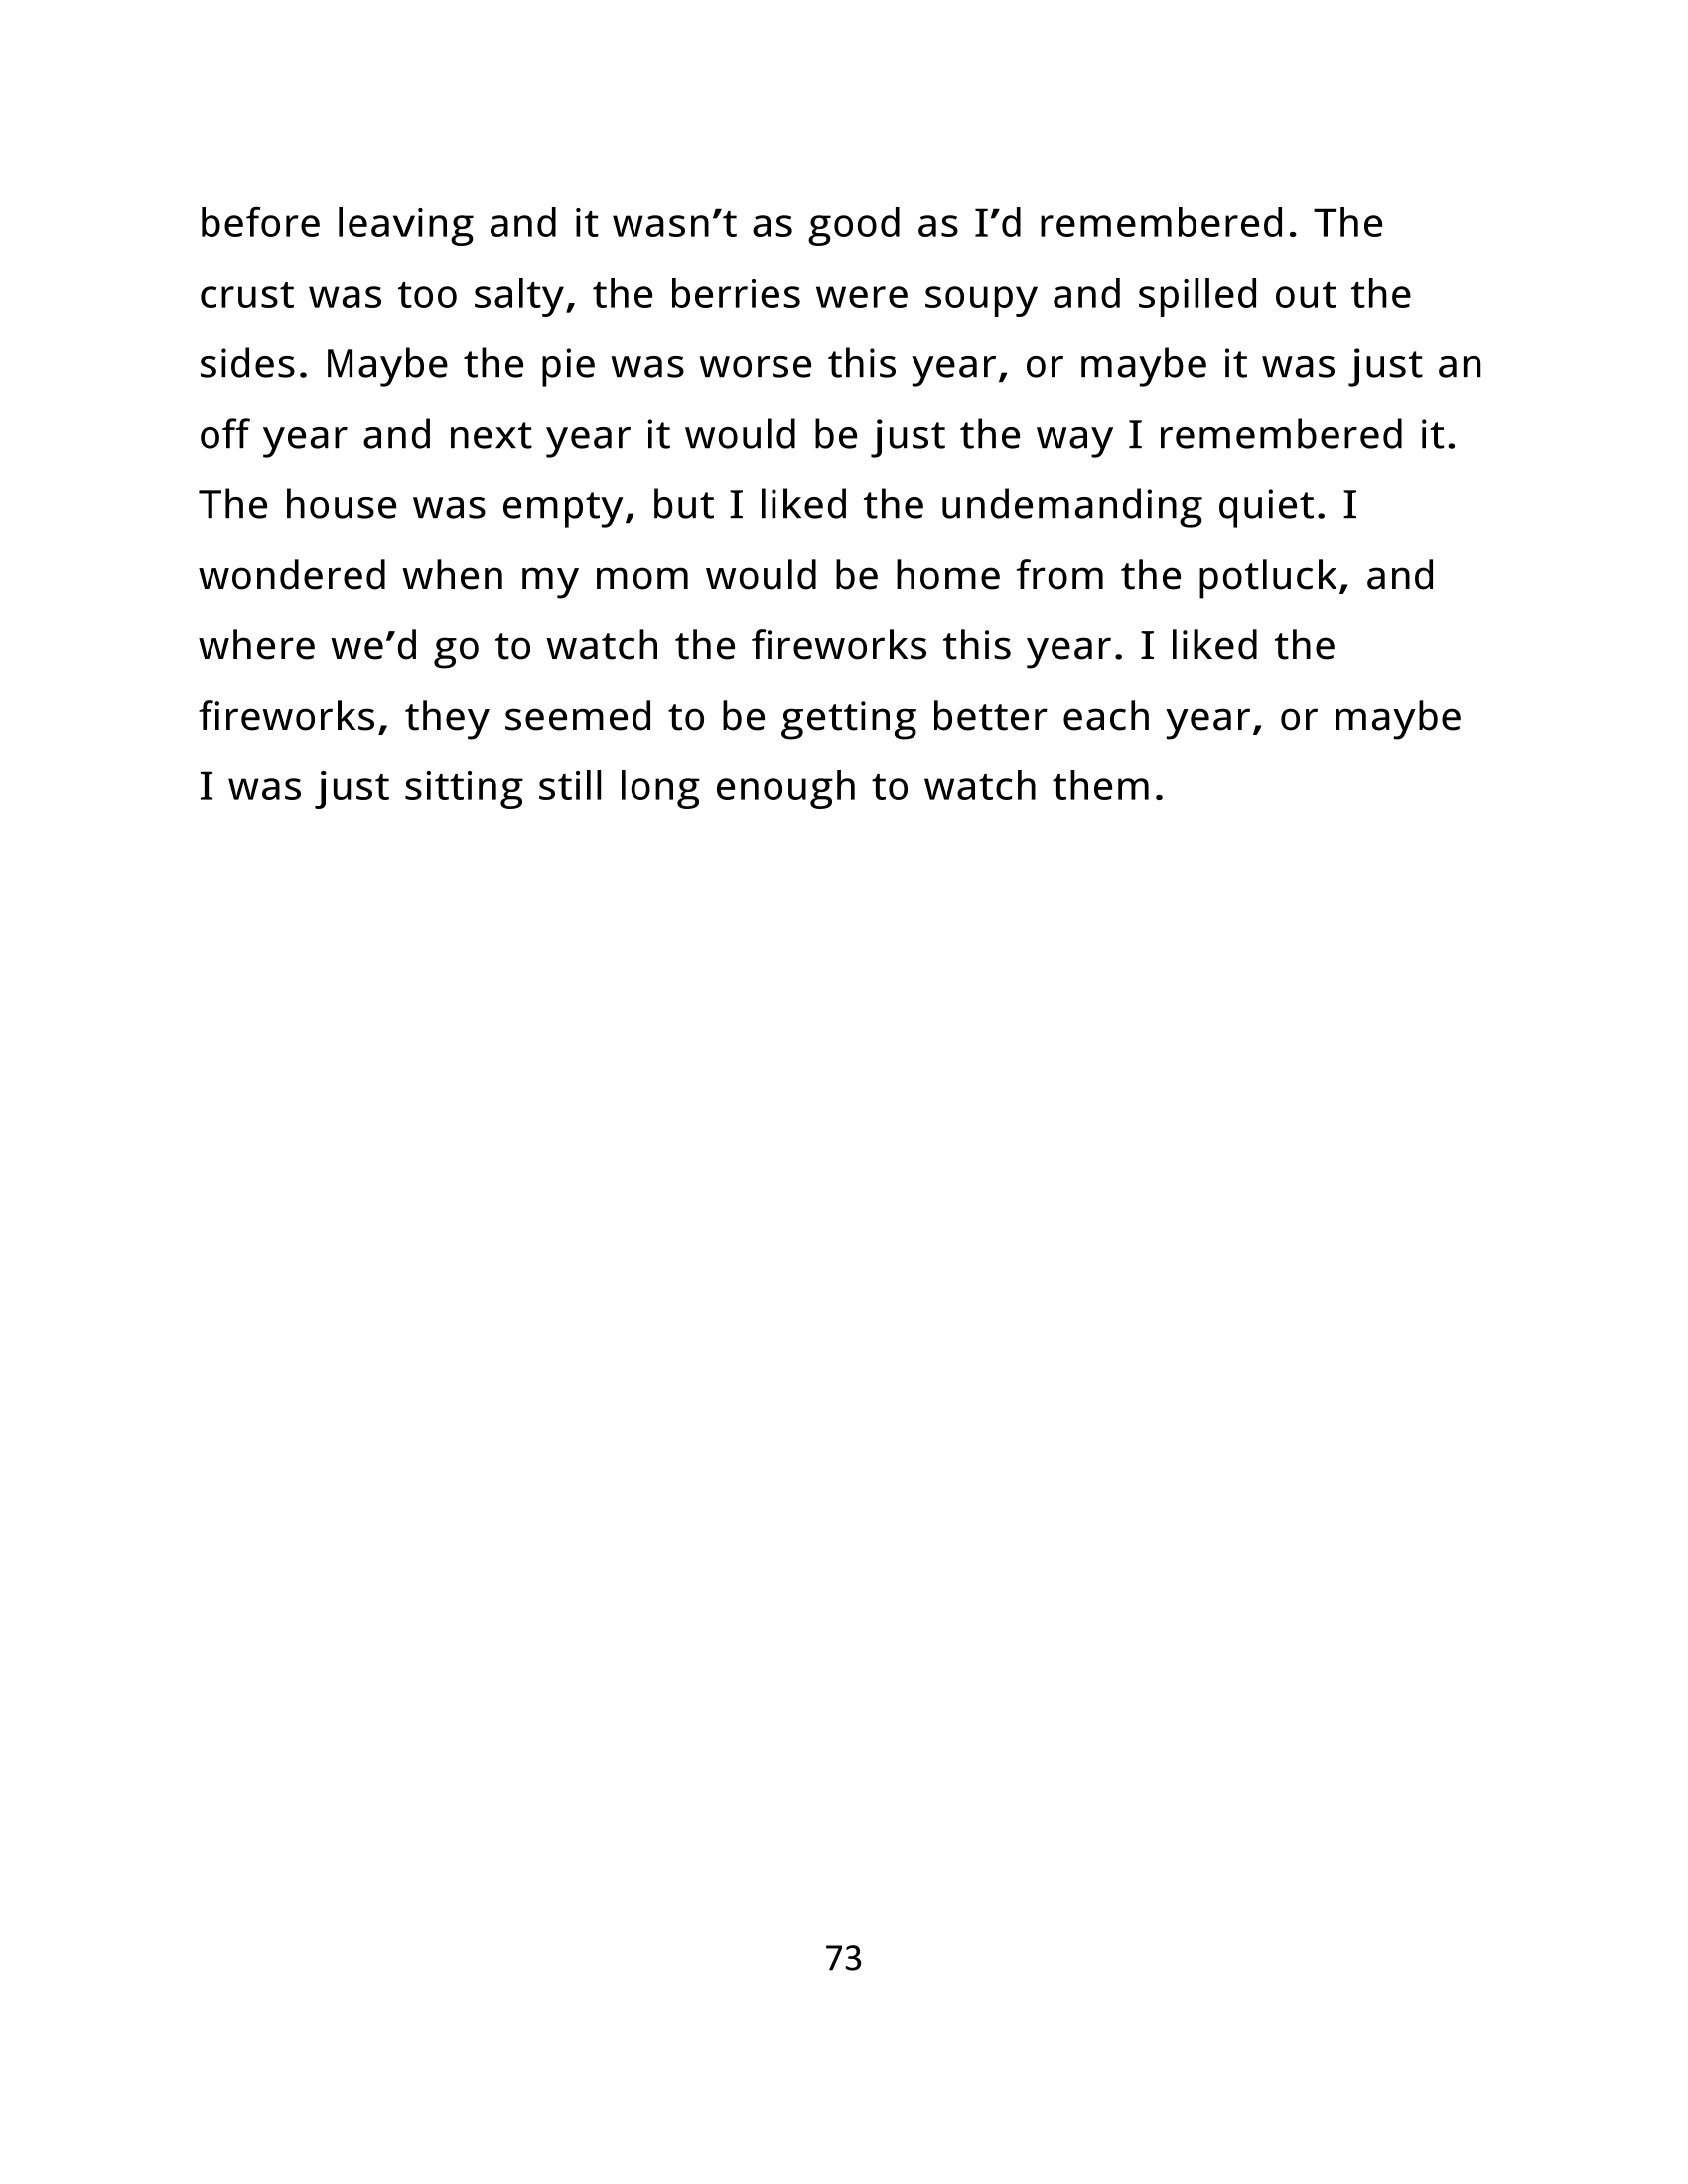 before leaving and it wasn’t as good as I’d remembered. The
crust was too salty, the berries were soupy and spilled out the
sides. Maybe the pie was worse this year, or maybe it was just an
off year and next year it would be just the way I remembered it.
The house was empty, but I liked the undemanding quiet. I
wondered when my mom would be home from the potluck, and
where we’d go to watch the fireworks this year. I liked the
fireworks, they seemed to be getting better each year, or maybe
I was just sitting still long enough to watch them.
73